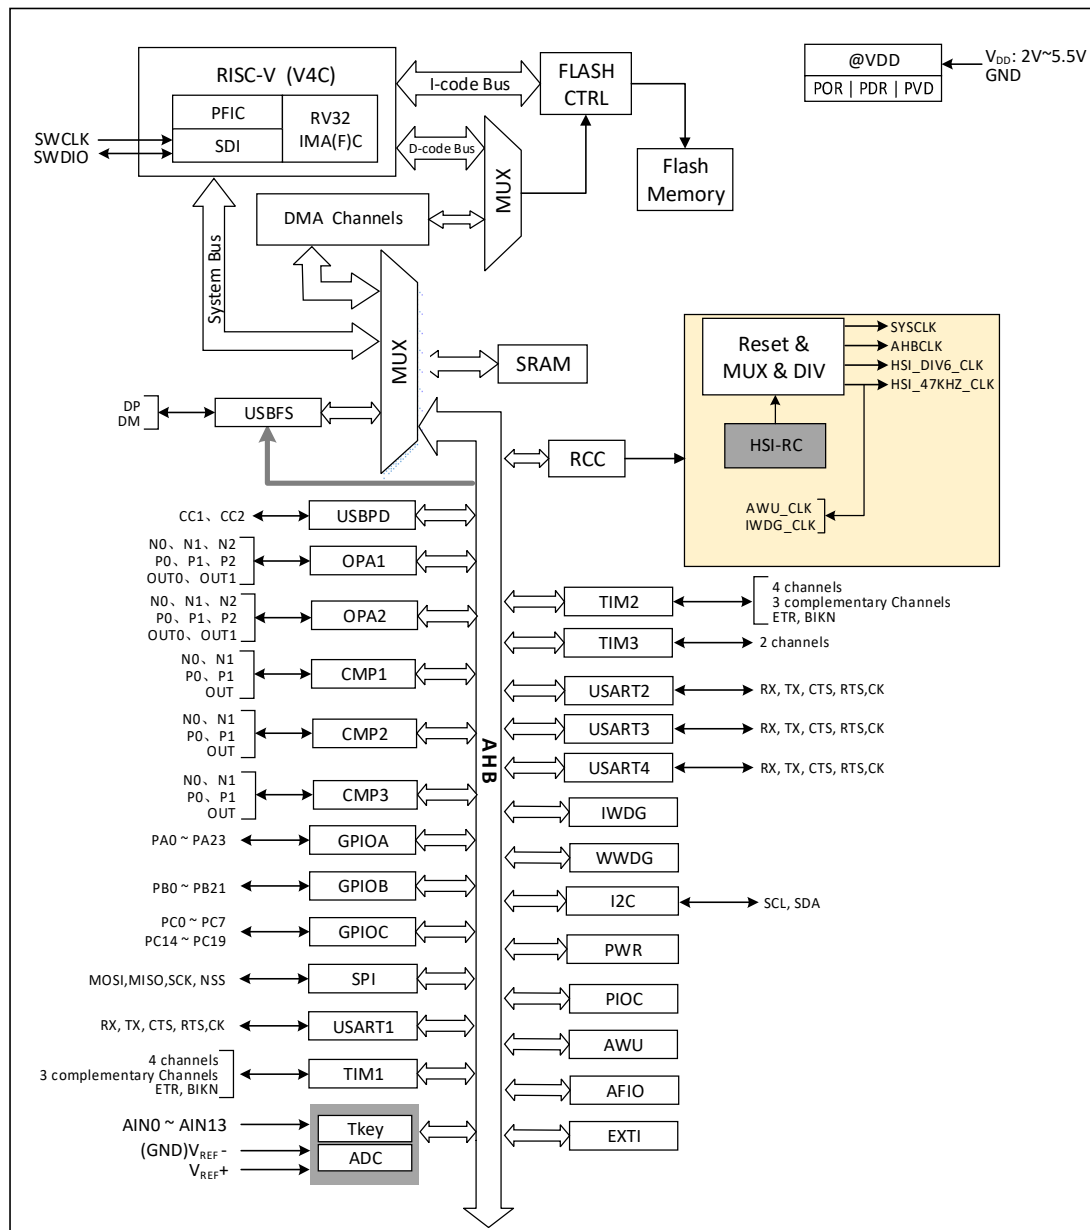 RISC-V (V4C)
PFIC
SDI
RV32
IMA(F)C
SWCLK
SWDIO
I-code Bus
D-code Bus
FLASH
CTRL
MUX
Flash
Memory
@VDD
POR | PDR | PVD
VDD: 2V~5.5V
GND
DMA Channels
System Bus
MUX
SRAM
DP
DM
USBFS
RCC
Reset &
MUX & DIV
HSI-RC
SYSCLK
AHBCLK
HSI_DIV6_CLK
HSI_47KHZ_CLK
AWU_CLK
IWDG_CLK
AHB
CC1、CC2
USBPD
N0、N1、N2
P0、P1、P2
OUT0、OUT1
OPA1
N0、N1、N2
P0、P1、P2
OUT0、OUT1
OPA2
N0、N1
P0、P1
OUT
CMP1
N0、N1
P0、P1
OUT
CMP2
N0、N1
P0、P1
OUT
CMP3
PA0 ~ PA23
GPIOA
PB0 ~ PB21
GPIOB
PC0 ~ PC7
PC14 ~ PC19
GPIOC
MOSI,MISO,SCK, NSS
SPI
RX, TX, CTS, RTS,CK
USART1
4 channels
3 complementary Channels
ETR, BIKN
TIM1
AIN0 ~ AIN13
(GND)VREF -
VREF+
Tkey
ADC
TIM2
4 channels
3 complementary Channels
ETR, BIKN
TIM3
2 channels
USART2
RX, TX, CTS, RTS,CK
USART3
RX, TX, CTS, RTS,CK
USART4
RX, TX, CTS, RTS,CK
IWDG
WWDG
I2C
SCL, SDA
PWR
PIOC
AWU
AFIO
EXTI